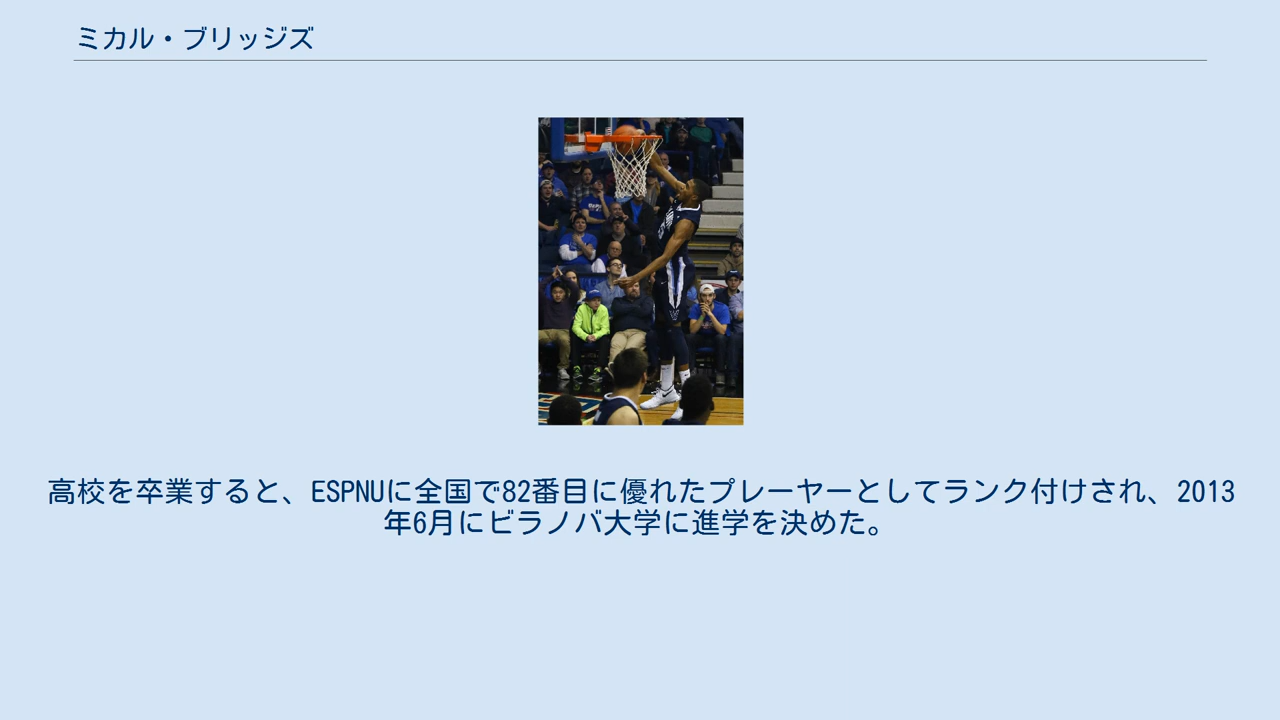 ミカル・ブリッジズ
高校を卒業すると、ESPNUに全国で82番目に優れたプレーヤーとしてランク付けされ、2013
年6月にビラノバ大学に進学を決めた。